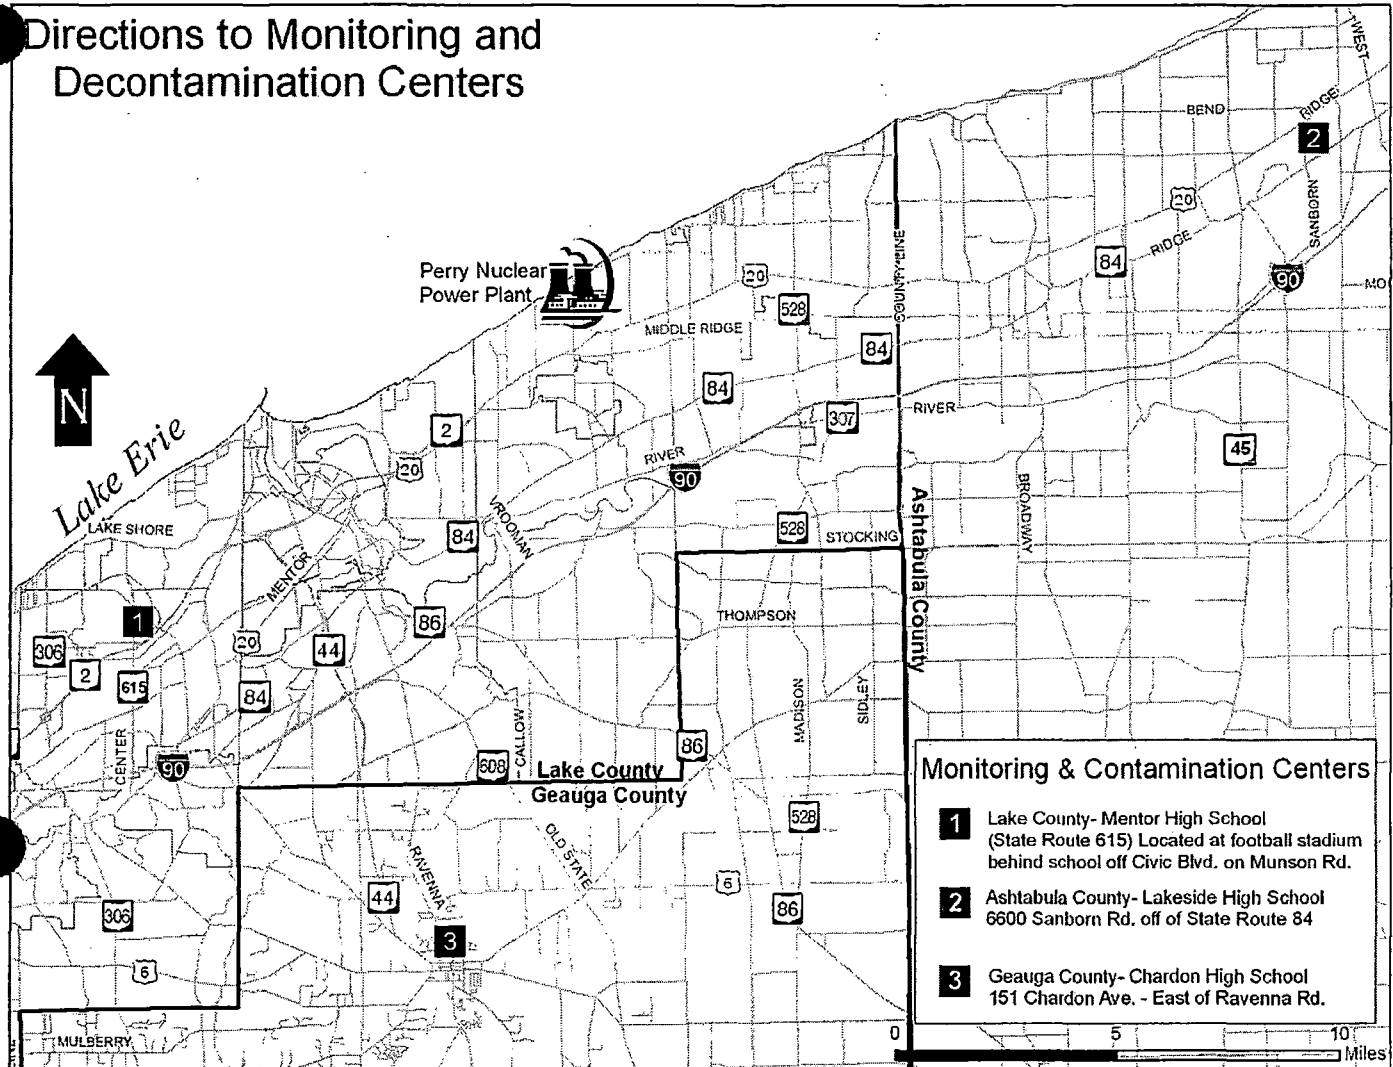 Directions to Monitoring and
Decontamination Centers
WEST
BEND
RIDGE
2
20
SANBORN
RIDGE
COUNTY LINE
84
90
Perry Nuclear
Power Plant
20
528
MIDDLE RIDGE
84
N
84
307
RIVER
2
Lake Erie
20
RIVER
90
45
BROADWAY
VROOMAN
LAKE SHORE
84
528
STOCKING
Ashtabula County
MENTOR
1
86
THOMPSON
306
20
44
2
615
84
MADISON
SIDLEY
CENTER
CALLOW
86
90
608
Lake County
Geauga County
528
OLD STATE
RAVENNA
44
6
86
306
3
6
MULBERRY
Monitoring & Contamination Centers
1 Lake County- Mentor High School
(State Route 615) Located at football stadium
behind school off Civic Blvd. on Munson Rd.
2 Ashtabula County- Lakeside High School
6600 Sanborn Rd. off of State Route 84
3 Geauga County- Chardon High School
151 Chardon Ave. - East of Ravenna Rd.
0 5 10
Miles